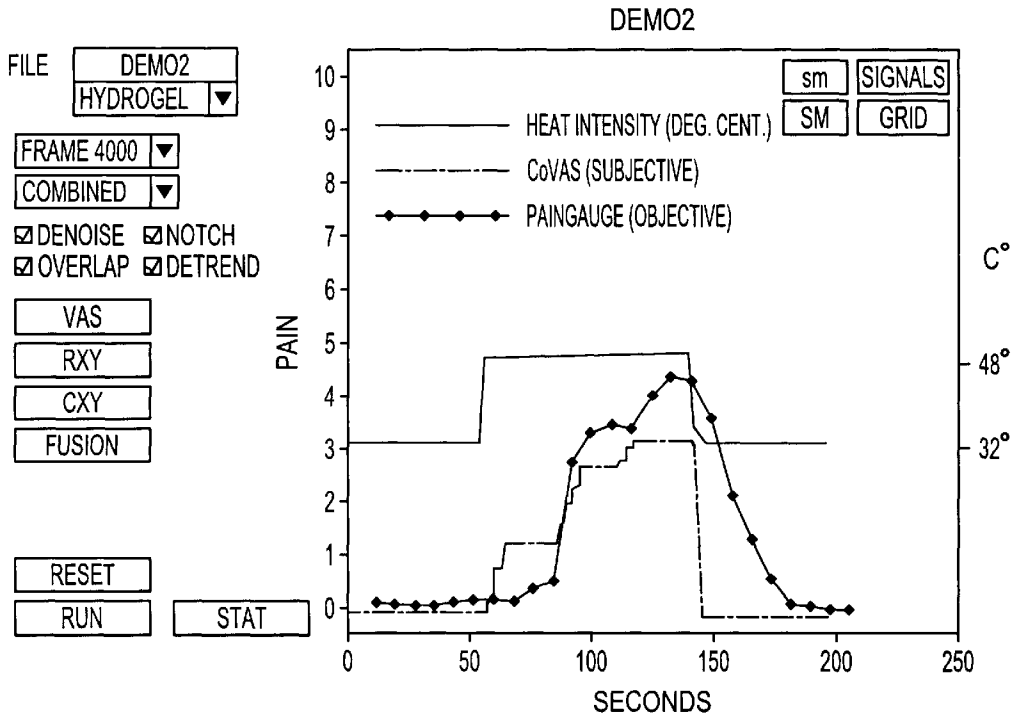 DEMO2
FILE
DEMO2
HYDROGEL
FRAME 4000
COMBINED
DENOISE
NOTCH
OVERLAP
DETREND
VAS
RXY
CXY
FUSION
RESET
RUN
STAT
sm
SIGNALS
SM
GRID
HEAT INTENSITY (DEG. CENT.)
CoVAS (SUBJECTIVE)
PAINGAUGE (OBJECTIVE)
PAIN
10
9
8
7
6
5
4
3
2
1
0
C°
48°
32°
0
50
100
150
200
250
SECONDS